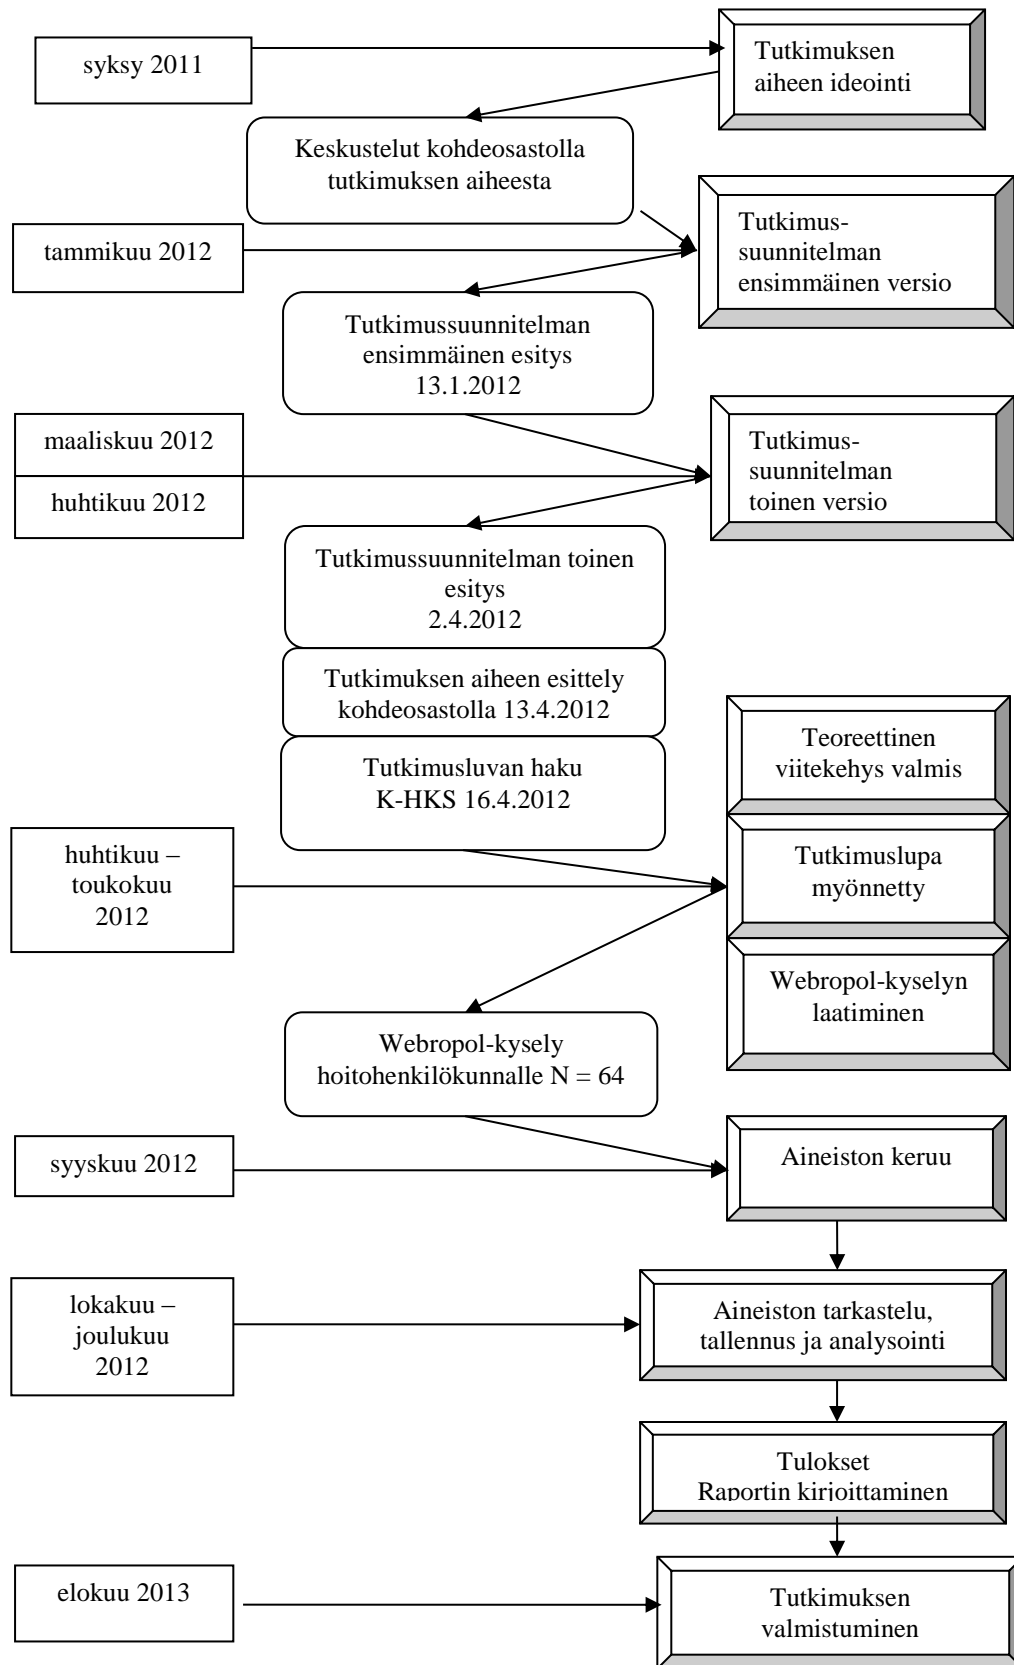 syksy 2011
Tutkimuksen
aiheen ideointi
Keskustelut kohdeosastolla
tutkimuksen aiheesta
tammikuu 2012
Tutkimus-
suunnitelman
ensimmäinen versio
Tutkimussuunnitelman
ensimmäinen esitys
13.1.2012
maaliskuu 2012
huhtikuu 2012
Tutkimus-
suunnitelman
toinen versio
Tutkimussuunnitelman toinen
esitys
2.4.2012
Tutkimuksen aiheen esittely
kohdeosastolla 13.4.2012
Tutkimusluvan haku
K-HKS 16.4.2012
Teoreettinen
viitekehys valmis
huhtikuu –
toukokuu
2012
Tutkimuslupa
myönnetty
Webropol-kyselyn
laatiminen
Webropol-kysely
hoitohenkilökunnalle N = 64
syyskuu 2012
Aineiston keruu
lokakuu –
joulukuu
2012
Aineiston tarkastelu,
tallennus ja analysointi
Tulokset
Raportin kirjoittaminen
elokuu 2013
Tutkimuksen
valmistuminen